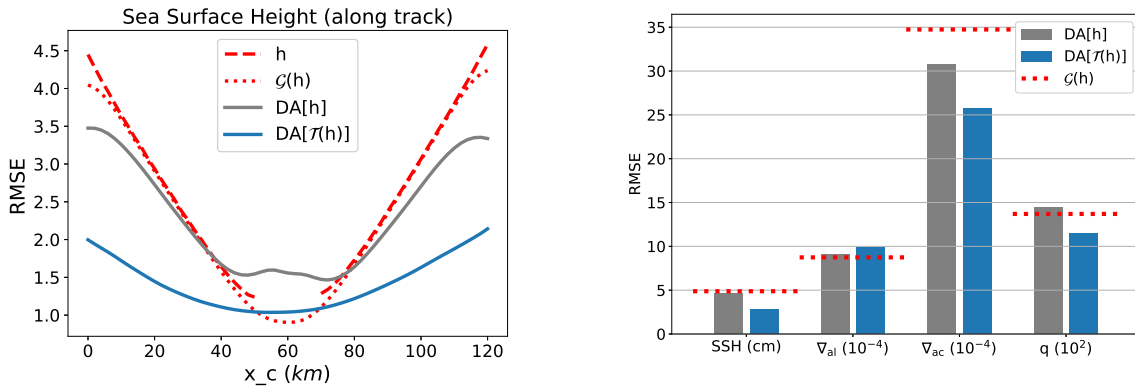 Sea Surface Height (along track)
RMSE
4.5
4.0
3.5
3.0
2.5
2.0
1.5
1.0
h
𝒢(h)
DA[h]
DA[𝒯(h)]
0 20 40 60 80 100 120
x_c (km)
RMSE
35
30
25
20
15
10
5
0
DA[h]
DA[𝒯(h)]
𝒢(h)
SSH (cm) ∇al (10⁻⁴) ∇ac (10⁻⁴) q (10²)